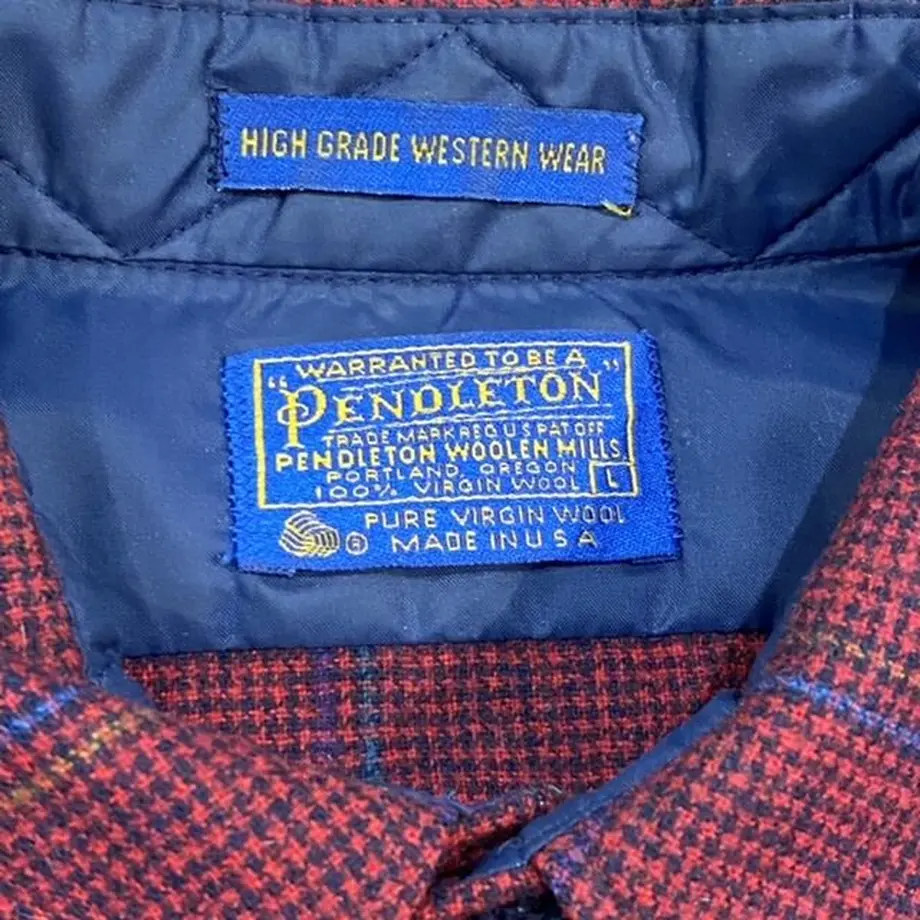 HIGH GRADE WESTERN WEAR
WARRANTED TO BE A
"PENDLETON"
TRADE MARK REG U S PAT OFF
PENDLETON WOOLEN MILLS
PORTLAND, OREGON
100% VIRGIN WOOL L
PURE VIRGIN WOOL
® MADE IN U S A